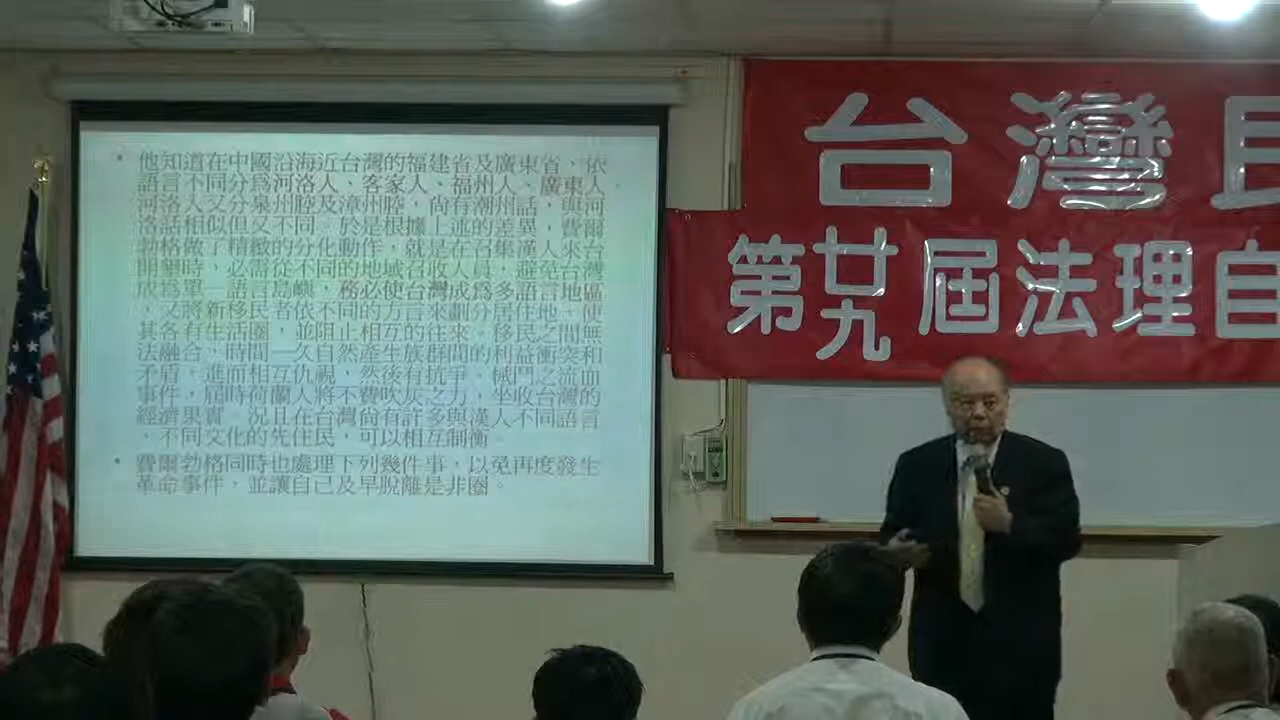 他知道在中國沿海近台灣的福建省及廣東省、依
語言不同分爲河洛人、客家人、福州人、廣東人，
河洛人又分泉州腔及漳州腔，尚有潮州話，與河
洛話相似但又不同。於是根據上述的差異，費爾
勃格做了精緻的分化動作，就是在召集漢人來台
開墾時，必需從不同的地域召收人員，避免台灣
成爲單一語言島嶼，務必使台灣成爲多語言地區
，又將新移民者依不同的方言來劃分居住地，使
其各有生活圈，並阻止相互的往來，移民之間無
法融合，時間一久自然產生族群間的利益衝突和
矛盾，進而相互仇視，然後有抗爭、械鬥之流血
事件，屆時荷蘭人將不費吹灰之力，坐收台灣的
經濟果實。況且在台灣尚有許多與漢人不同語言
、不同文化的先住民，可以相互制衡。
費爾勃格同時也處理下列幾件事，以免再度發生
革命事件，並讓自己及早脫離是非圈。
台灣
第廿九屆法理自